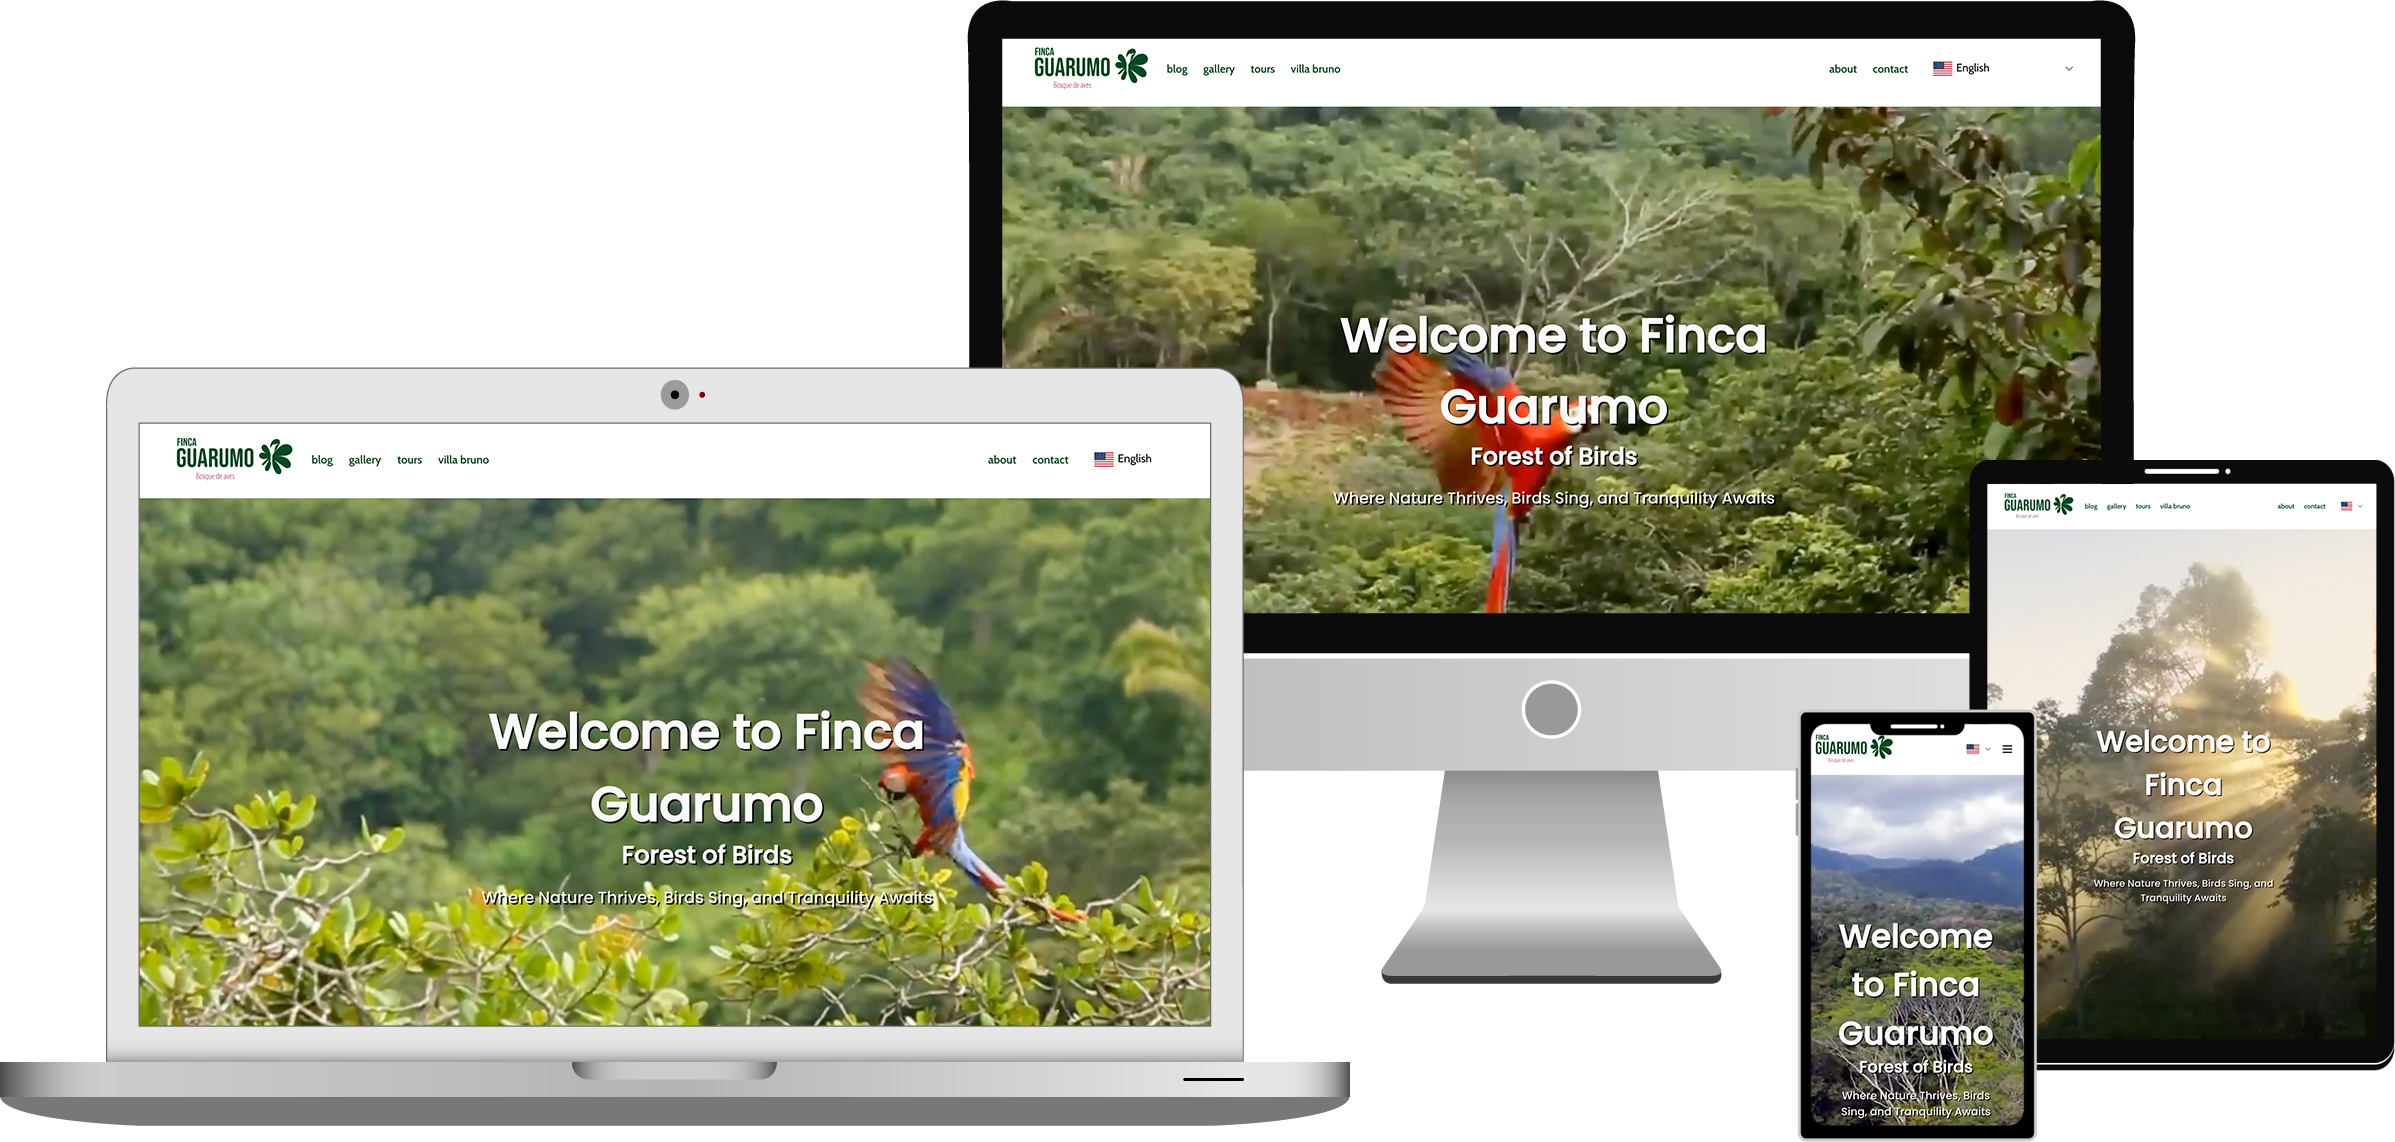 FINCA
GUARUMO
Bosque de aves
blog gallery tours villa bruno
about contact English
Welcome to Finca
Guarumo
Forest of Birds
Where Nature Thrives, Birds Sing, and Tranquility Awaits
FINCA
GUARUMO
Bosque de aves
blog gallery tours villa bruno
about contact English
Welcome to Finca
Guarumo
Forest of Birds
Where Nature Thrives, Birds Sing, and Tranquility Awaits
FINCA
GUARUMO
Bosque de aves
blog gallery tours villa bruno
about contact
Welcome to
Finca
Guarumo
Forest of Birds
Where Nature Thrives, Birds Sing, and
Tranquility Awaits
FINCA
GUARUMO
Bosque de aves
Welcome
to Finca
Guarumo
Forest of Birds
Where Nature Thrives, Birds
Sing, and Tranquility Awaits